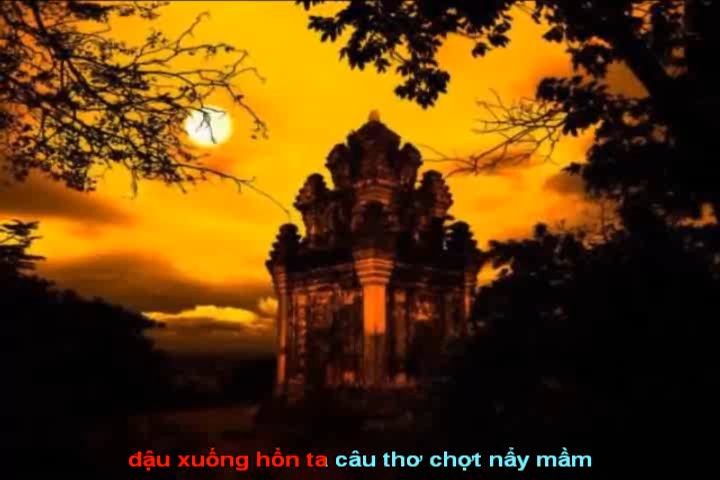 đậu xuống hồn ta câu thơ chợt nẩy mầm